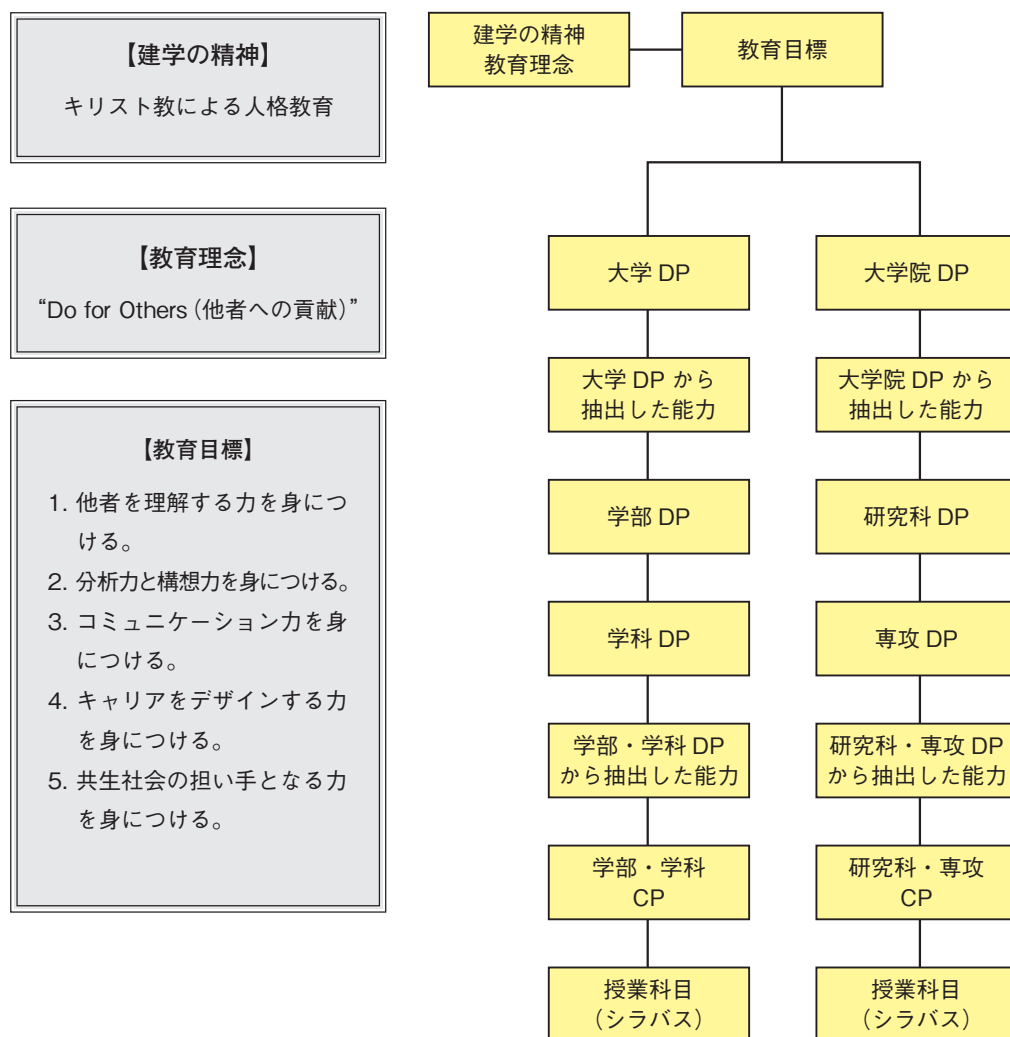 【建学の精神】
キリスト教による人格教育
【教育理念】
“Do for Others（他者への貢献）”
【教育目標】
1. 他者を理解する力を身につ
ける。
2. 分析力と構想力を身につける。
3. コミュニケーション力を身
につける。
4. キャリアをデザインする力
を身につける。
5. 共生社会の担い手となる力
を身につける。
建学の精神
教育理念
教育目標
大学 DP
大学 DP から
抽出した能力
学部 DP
学科 DP
学部・学科 DP
から抽出した能力
学部・学科
CP
授業科目
（シラバス）
大学院 DP
大学院 DP から
抽出した能力
研究科 DP
専攻 DP
研究科・専攻 DP
から抽出した能力
研究科・専攻
CP
授業科目
（シラバス）